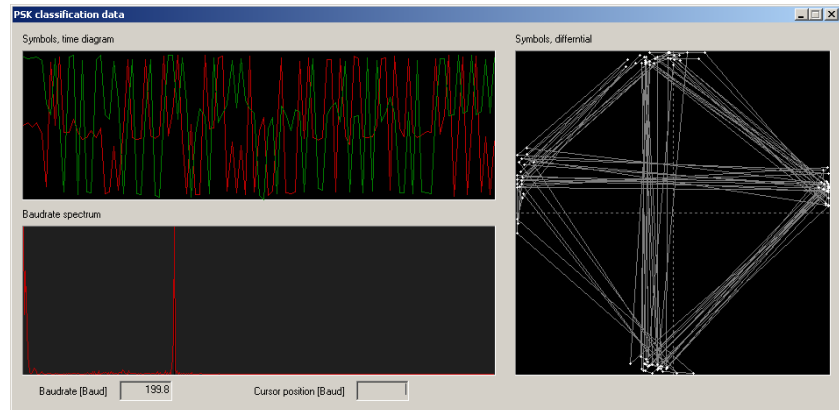 PSK classification data
Symbols, time diagram
Symbols, differntial
Baudrate spectrum
Baudrate [Baud] 199.8 Cursor position [Baud]